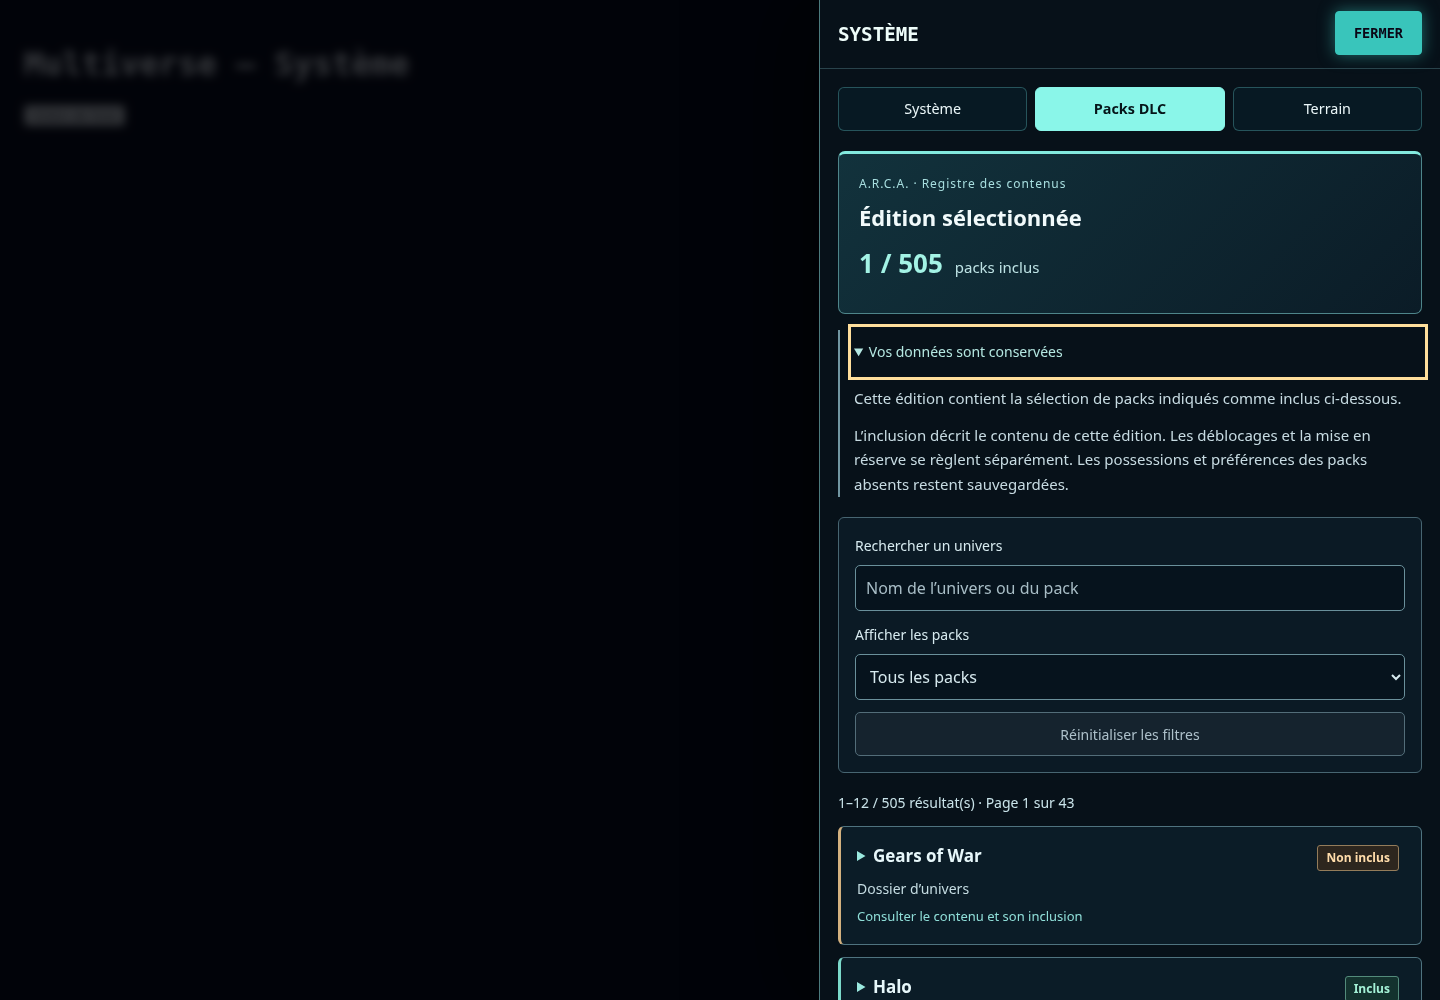 Multiverse — Système
SYSTÈME
FERMER
Système
Packs DLC
Terrain
A.R.C.A. · Registre des contenus
Édition sélectionnée
1 / 505 packs inclus
▼ Vos données sont conservées
Cette édition contient la sélection de packs indiqués comme inclus ci-dessous.
L’inclusion décrit le contenu de cette édition. Les déblocages et la mise en
réserve se règlent séparément. Les possessions et préférences des packs
absents restent sauvegardées.
Rechercher un univers
Nom de l’univers ou du pack
Afficher les packs
Tous les packs
Réinitialiser les filtres
1–12 / 505 résultat(s) · Page 1 sur 43
▶ Gears of War
Non inclus
Dossier d’univers
Consulter le contenu et son inclusion
▶ Halo
Inclus